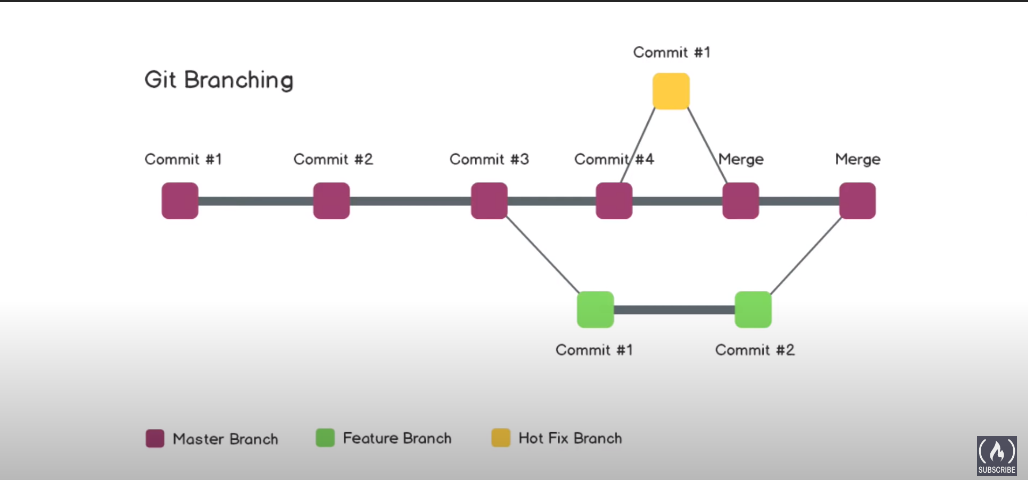 Commit #1
Git Branching
Commit #1
Commit #2
Commit #3
Commit #4
Merge
Merge
Commit #1
Commit #2
Master Branch
Feature Branch
Hot Fix Branch
SUBSCRIBE